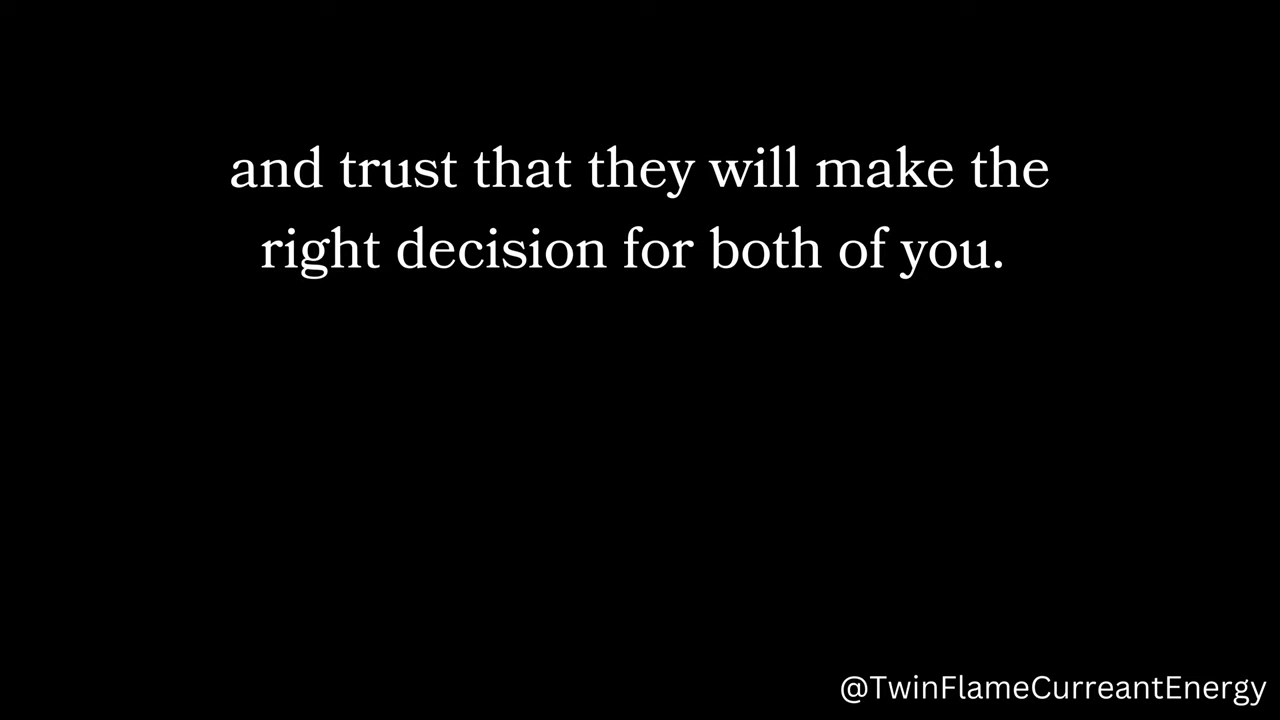 and trust that they will make the
right decision for both of you.
@TwinFlameCurreantEnergy